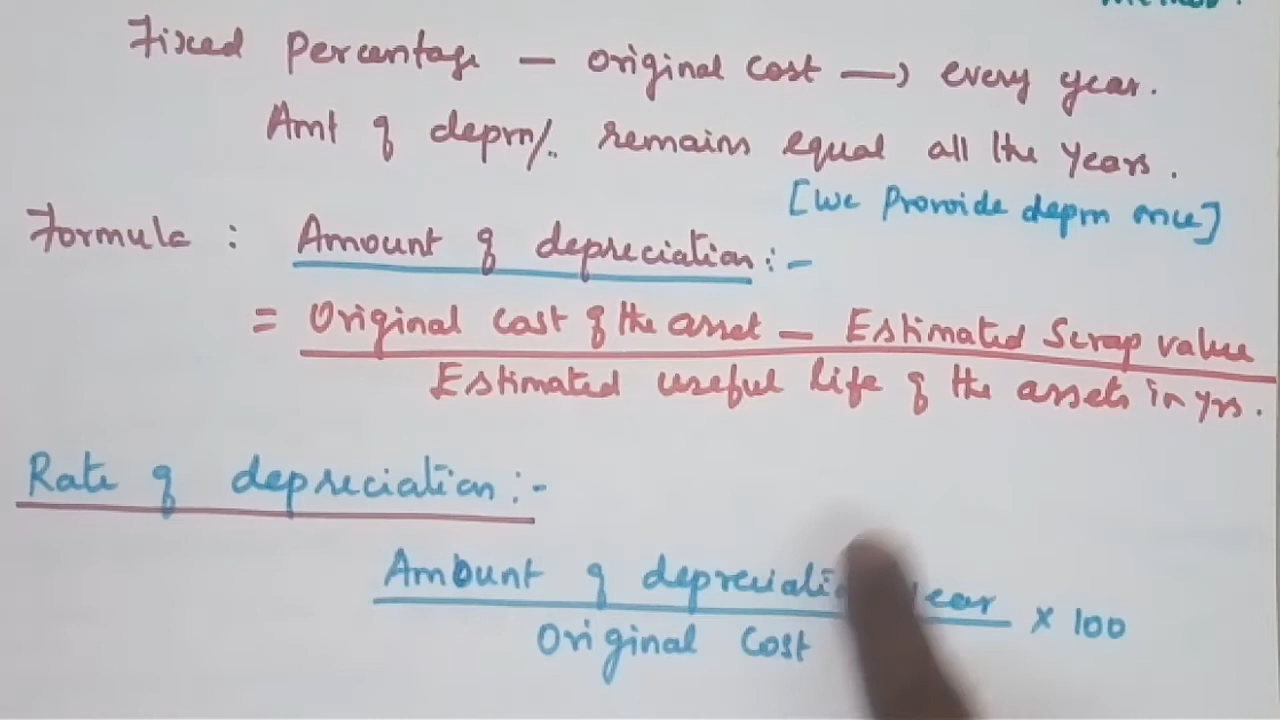 Method:
Fixed Percentage — original cost → every year.
Amt of deprn/. remains equal all the years.
[We Provide deprn once]
Formula : Amount of depreciation :-
= Original cost of the asset — Estimated Scrap value
Estimated useful life of the assets in yrs.
Rate of depreciation :-
Amount of depreciati year × 100
Original Cost